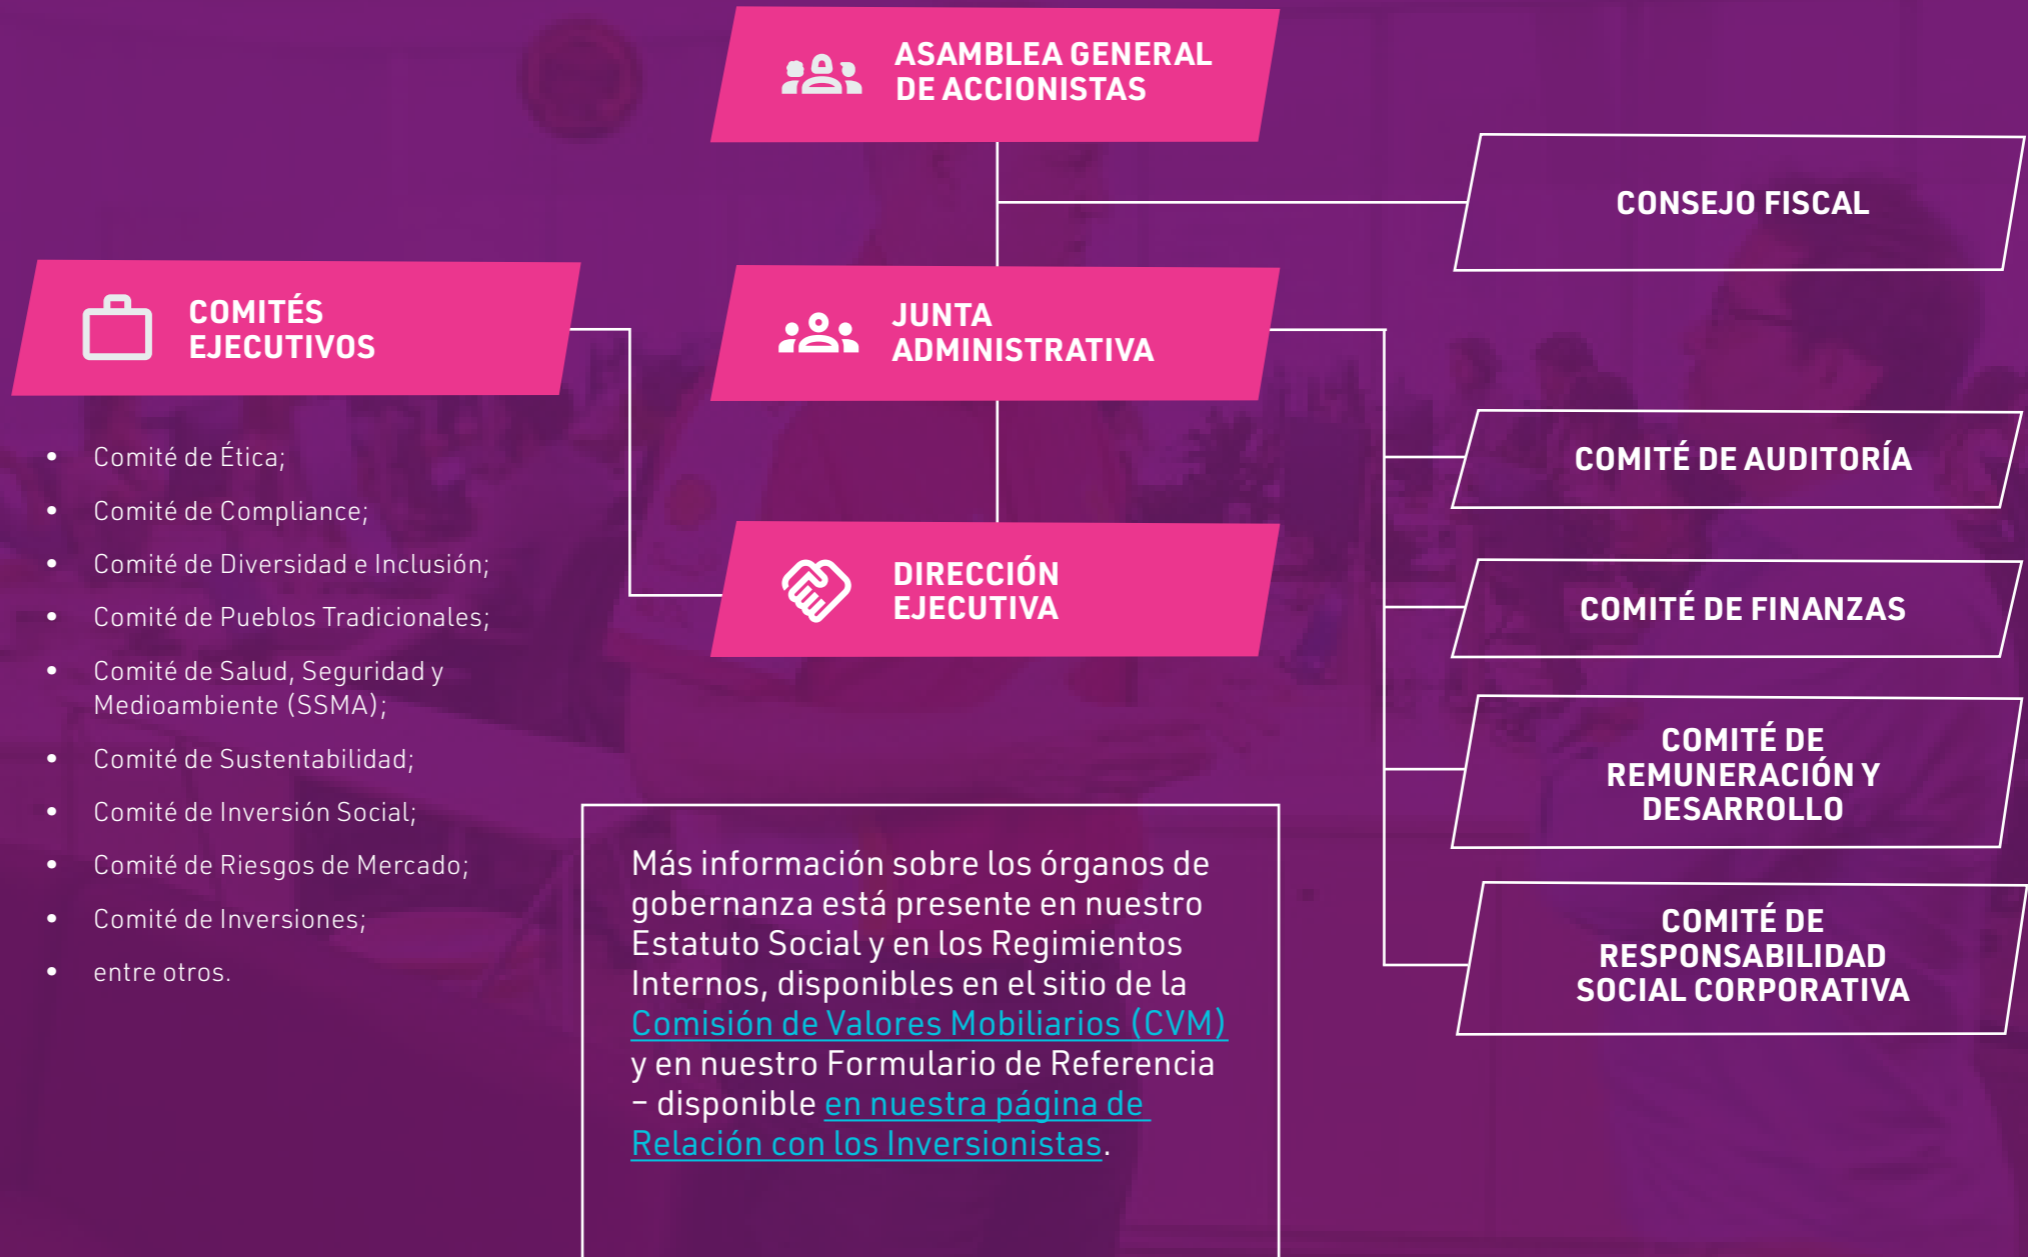 ASAMBLEA GENERAL
DE ACCIONISTAS
CONSEJO FISCAL
COMITÉS
EJECUTIVOS
JUNTA
ADMINISTRATIVA
DIRECCIÓN
EJECUTIVA
COMITÉ DE AUDITORÍA
COMITÉ DE FINANZAS
COMITÉ DE
REMUNERACIÓN Y
DESARROLLO
COMITÉ DE
RESPONSABILIDAD
SOCIAL CORPORATIVA
• Comité de Ética;
• Comité de Compliance;
• Comité de Diversidad e Inclusión;
• Comité de Pueblos Tradicionales;
• Comité de Salud, Seguridad y
Medioambiente (SSMA);
• Comité de Sustentabilidad;
• Comité de Inversión Social;
• Comité de Riesgos de Mercado;
• Comité de Inversiones;
• entre otros.
Más información sobre los órganos de
gobernanza está presente en nuestro
Estatuto Social y en los Regimientos
Internos, disponibles en el sitio de la
Comisión de Valores Mobiliarios (CVM)
y en nuestro Formulario de Referencia
– disponible en nuestra página de
Relación con los Inversionistas.